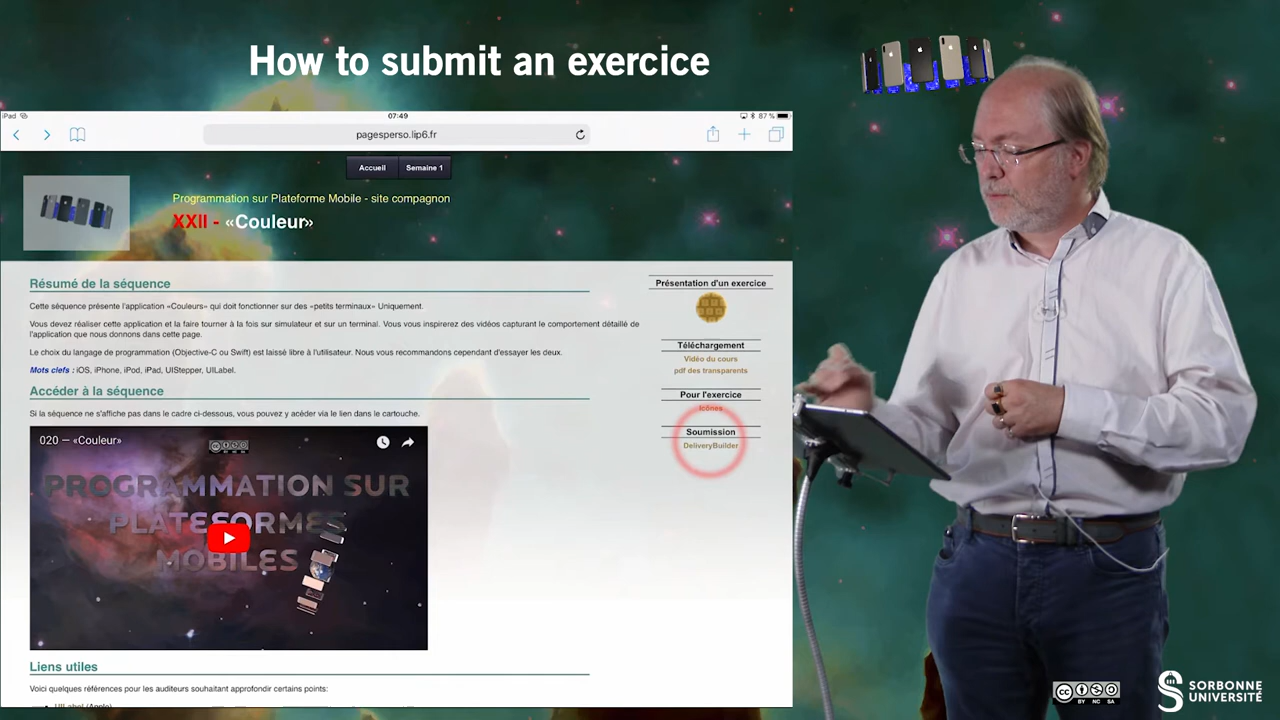 How to submit an exercice
iPad
07:49
87 %
pagesperso.lip6.fr
Accueil
Semaine 1
Programmation sur Plateforme Mobile - site compagnon
XXII - «Couleur»
Résumé de la séquence
Cette séquence présente l'application «Couleurs» qui doit fonctionner sur des «petits terminaux» Uniquement.
Vous devez réaliser cette application et la faire tourner à la fois sur simulateur et sur un terminal. Vous vous inspirerez des vidéos capturant le comportement détaillé de
l'application que nous donnons dans cette page.
Le choix du langage de programmation (Objective-C ou Swift) est laissé libre à l'utilisateur. Nous vous recommandons cependant d'essayer les deux.
Mots clefs : iOS, iPhone, iPod, iPad, UIStepper, UILabel.
Accéder à la séquence
Si la séquence ne s'affiche pas dans le cadre ci-dessous, vous pouvez y acéder via le lien dans le cartouche.
020 — «Couleur»
PROGRAMMATION SUR
PLATEFORMES
MOBILES
Liens utiles
Voici quelques références pour les auditeurs souhaitant approfondir certains points:
UILabel (Apple)
Présentation d'un exercice
Téléchargement
Vidéo du cours
pdf des transparents
Pour l'exercice
Icônes
Soumission
DeliveryBuilder
CC
BY NC SA
SORBONNE
UNIVERSITÉ